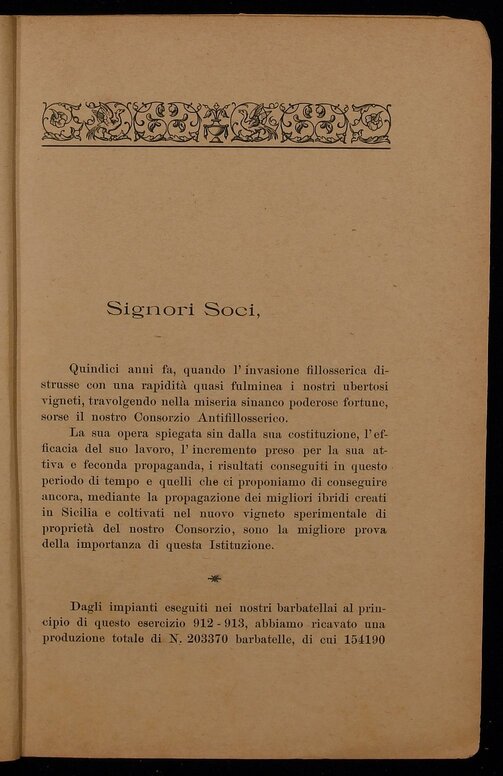 Signori Soci,
Quindici anni fa, quando l'invasione fillosserica di-
strusse con una rapidità quasi fulminea i nostri ubertosi
vigneti, travolgendo nella miseria sinanco poderose fortune,
sorse il nostro Consorzio Antifillosserico.
La sua opera spiegata sin dalla sua costituzione, l'ef-
ficacia del suo lavoro, l'incremento preso per la sua at-
tiva e feconda propaganda, i risultati conseguiti in questo
periodo di tempo e quelli che ci proponiamo di conseguire
ancora, mediante la propagazione dei migliori ibridi creati
in Sicilia e coltivati nel nuovo vigneto sperimentale di
proprietà del nostro Consorzio, sono la migliore prova
della importanza di questa Istituzione.
Dagli impianti eseguiti nei nostri barbatellai al prin-
cipio di questo esercizio 912-913, abbiamo ricavato una
produzione totale di N. 203370 barbatelle, di cui 154190